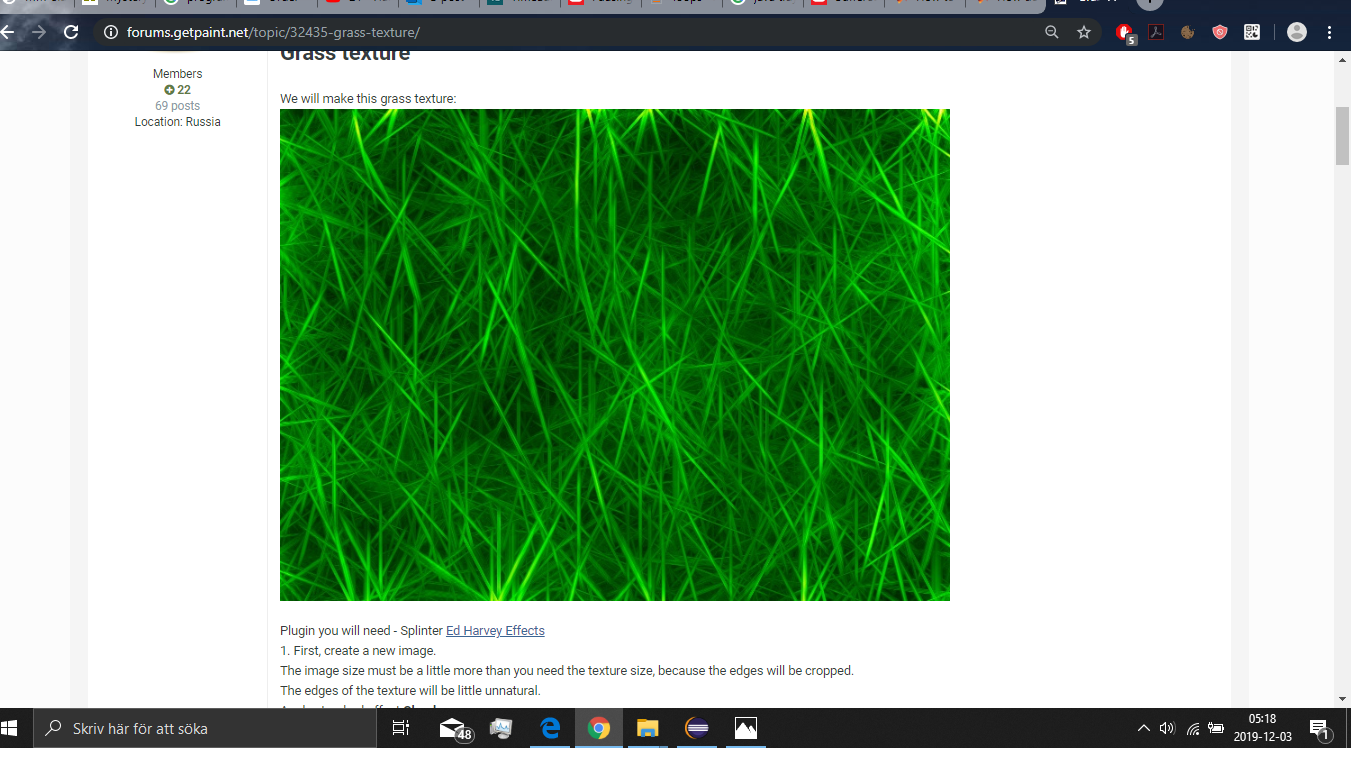 forums.getpaint.net/topic/32435-grass-texture/
5
Grass texture
Members
22
69 posts
Location: Russia
We will make this grass texture:
Plugin you will need - Splinter Ed Harvey Effects
1. First, create a new image.
The image size must be a little more than you need the texture size, because the edges will be cropped.
The edges of the texture will be little unnatural.
Skriv här för att söka
48
05:18
2019-12-03
1